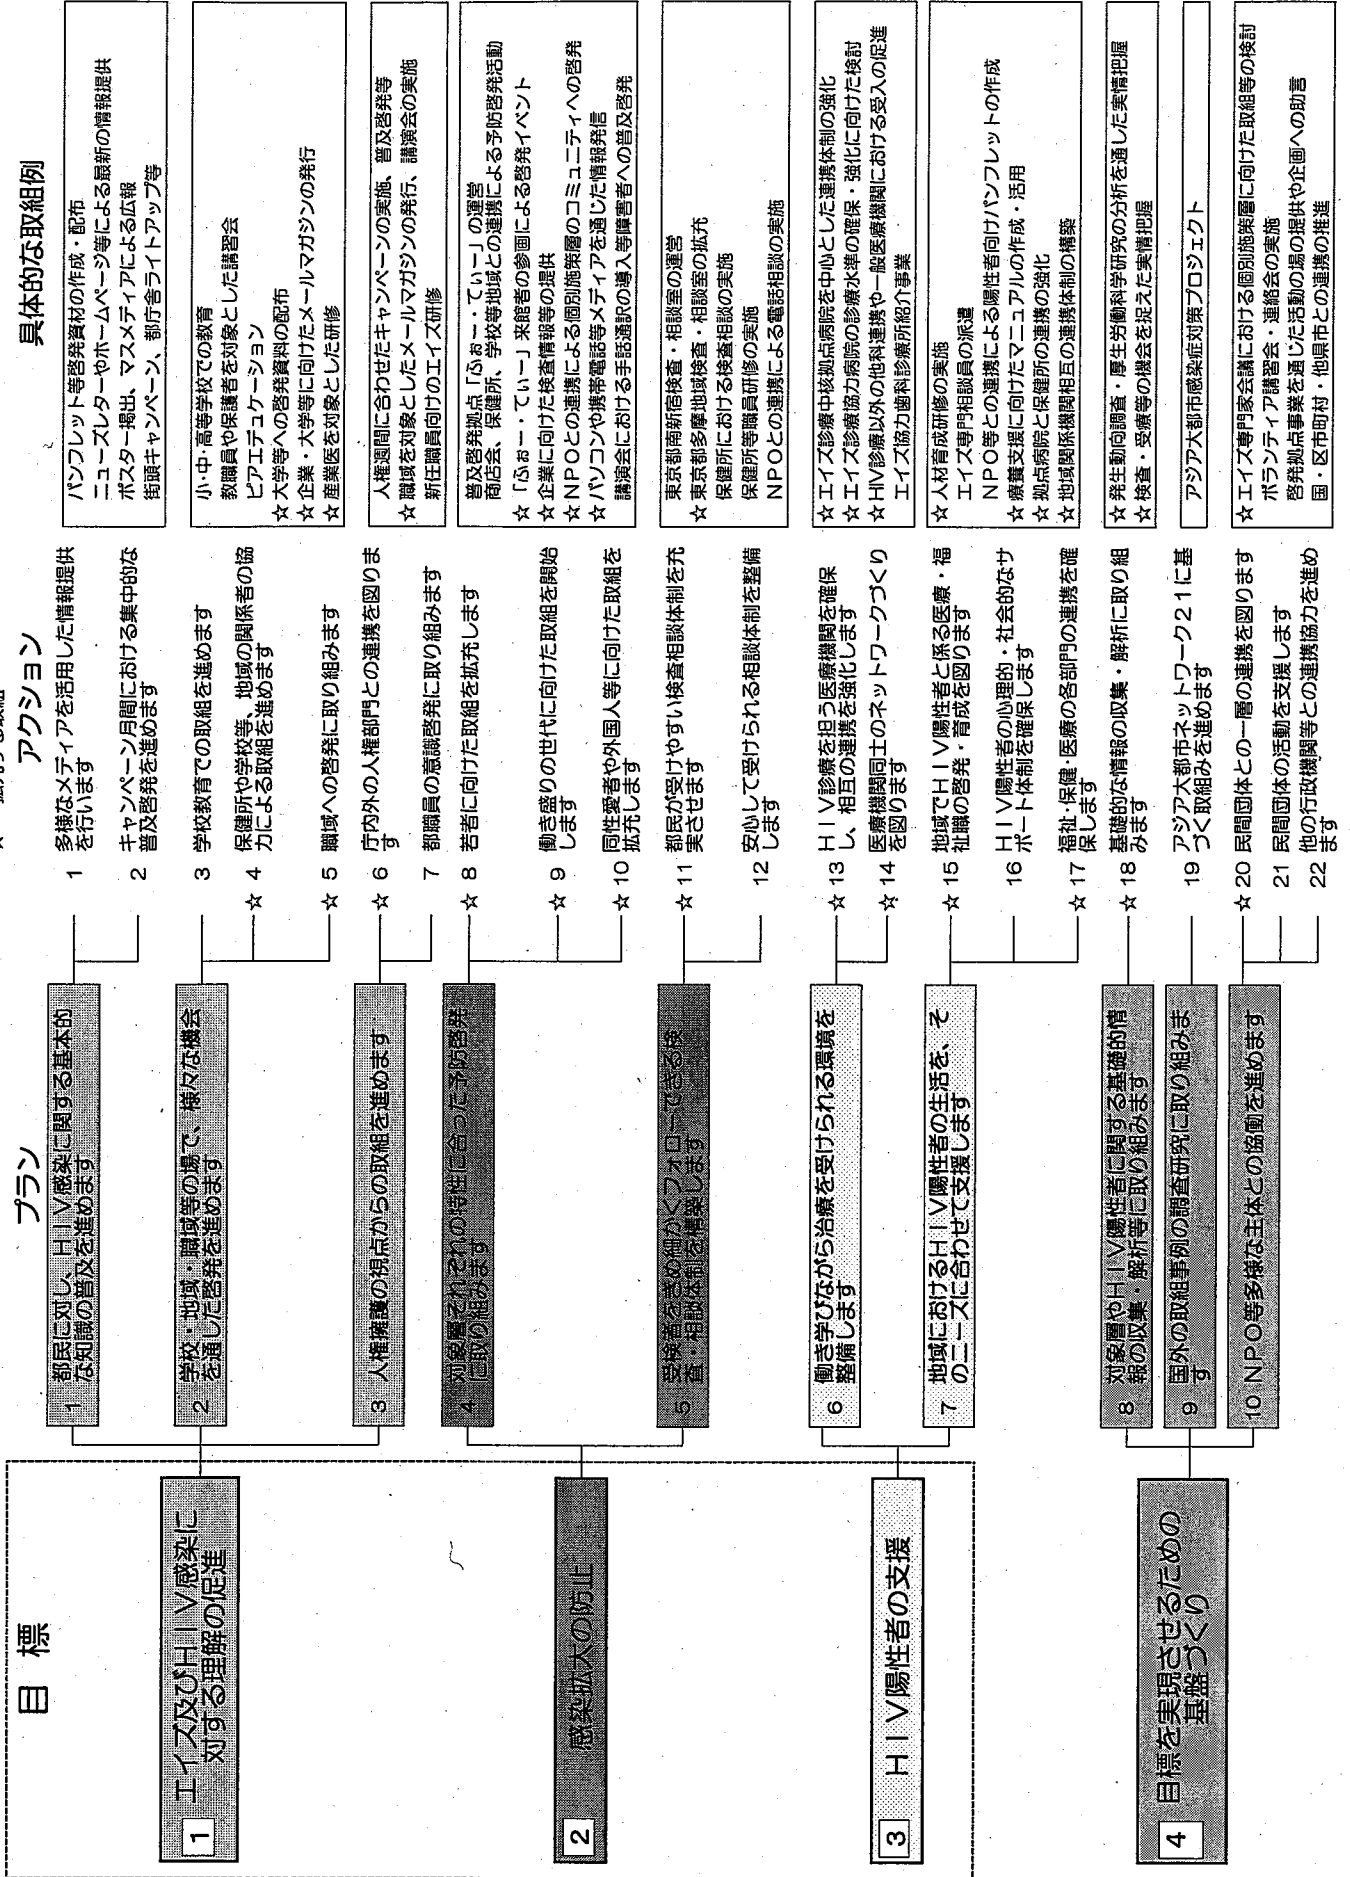 目 標
1
エイズ及びＨＩＶ感染に
対する理解の促進
2
感染拡大の防止
3
ＨＩＶ陽性者の支援
4
目標を実現させるための
基盤づくり
プラン
1 都民に対し、ＨＩＶ感染に関する基本的
な知識の普及を進めます
2 学校・地域・職域等の場で、様々な機会
を通した啓発を進めます
3 人権擁護の視点からの取組を進めます
4 対象層それぞれの特性に合った予防啓発
に取り組みます
5 受検者をきめ細かくフォローできる検
査・相談体制を構築します
6 働き学びながら治療を受けられる環境を
整備します
7 地域におけるＨＩＶ陽性者の生活を、そ
のニーズに合わせて支援します
8 対象層やＨＩＶ陽性者に関する基礎的情
報の収集・解析等に取り組みます
9 国外の取組事例の調査研究に取り組みま
す
10 ＮＰＯ等多様な主体との協働を進めます
アクション
1 多様なメディアを活用した情報提供
を行います
2 キャンペーン月間における集中的な
普及啓発を進めます
3 学校教育での取組を進めます
☆ 4 保健所や学校等、地域の関係者の協
力による取組を進めます
☆ 5 職域への啓発に取り組みます
☆ 6 庁内外の人権部門との連携を図りま
す
7 都職員の意識啓発に取り組みます
☆ 8 若者に向けた取組を拡充します
☆ 9 働き盛りの世代に向けた取組を開始
します
☆ 10 同性愛者や外国人等に向けた取組を
拡充します
☆ 11 都民が受けやすい検査相談体制を充
実させます
12 安心して受けられる相談体制を整備
します
☆ 13 ＨＩＶ診療を担う医療機関を確保
し、相互の連携を強化します
☆ 14 医療機関同士のネットワークづくり
を図ります
☆ 15 地域でＨＩＶ陽性者と係る医療・福
祉職の啓発・育成を図ります
16 ＨＩＶ陽性者の心理的・社会的なサ
ポート体制を確保します
☆ 17 福祉・保健・医療の各部門の連携を確
保します
☆ 18 基礎的な情報の収集・解析に取り組
みます
19 アジア大都市ネットワーク２１に基
づく取組みを進めます
☆ 20 民間団体との一層の連携を図ります
21 民間団体の活動を支援します
22 他の行政機関等との連携協力を進め
ます
具体的な取組例
パンフレット等啓発資材の作成・配布
ニューズレターやホームページ等による最新の情報提供
ポスター掲出、マスメディアによる広報
街頭キャンペーン、都庁舎ライトアップ等
小・中・高等学校での教育
教職員や保護者を対象とした講習会
ピアエデュケーション
☆ 大学等への啓発資料の配布
☆ 企業・大学等に向けたメールマガジンの発行
☆ 産業医を対象とした研修
人権週間に合わせたキャンペーンの実施、普及啓発等
☆ 職域を対象としたメールマガジンの発行、講演会の実施
新任職員向けのエイズ研修
普及啓発拠点「ふぉー・てぃー」の運営
商店会、保健所、学校等地域との連携による予防啓発活動
☆ 「ふぉー・てぃー」来館者の参画による啓発イベント
☆ 企業に向けた検査情報等の提供
☆ ＮＰＯとの連携による個別施策層のコミュニティへの啓発
☆ パソコンや携帯電話等メディアを通じた情報発信
講演会における手話通訳の導入等障害者への普及啓発
東京都南新宿検査・相談室の運営
☆ 東京都多摩地域検査・相談室の拡充
保健所における検査相談の実施
保健所等職員研修の実施
ＮＰＯとの連携による電話相談の実施
☆ エイズ診療中核拠点病院を中心とした連携体制の強化
☆ エイズ診療協力病院の診療水準の確保・強化に向けた検討
☆ HIV診療以外の他科連携や一般医療機関における受入の促進
エイズ協力歯科診療所紹介事業
☆ 人材育成研修の実施
エイズ専門相談員の派遣
ＮＰＯ等との連携による陽性者向けパンフレットの作成
☆ 療養支援に向けたマニュアルの作成・活用
☆ 拠点病院と保健所の連携の強化
☆ 地域関係機関相互の連携体制の構築
☆ 発生動向調査・厚生労働科学研究の分析を通した実情把握
☆ 検査・受療等の機会を捉えた実情把握
アジア大都市感染症対策プロジェクト
☆ エイズ専門家会議における個別施策層に向けた取組等の検討
ボランティア講習会・連絡会の実施
啓発拠点事業を通じた活動の場の提供や企画への助言
国・区市町村・他県市との連携の推進